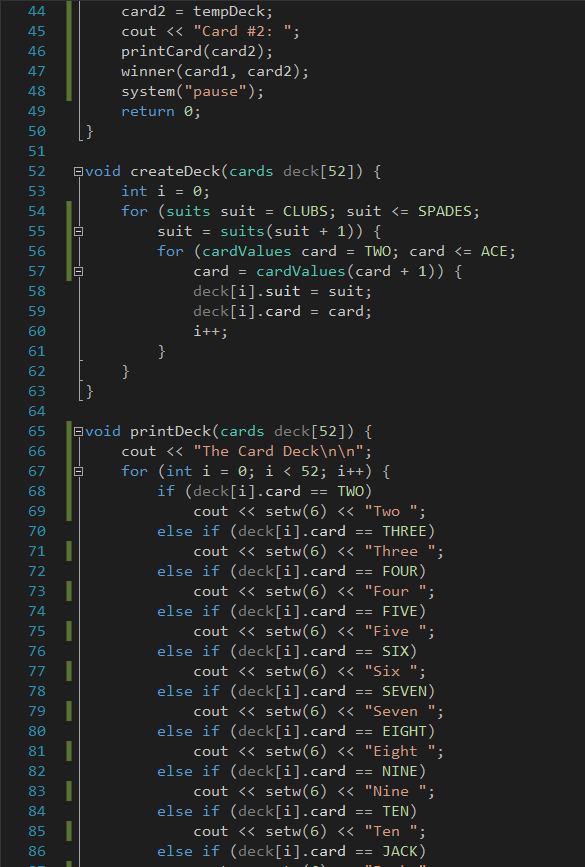 44 card2 = tempDeck;
45 cout << "Card #2: ";
46 printCard(card2);
47 winner(card1, card2);
48 system("pause");
49 return 0;
50 }
51
52 void createDeck(cards deck[52]) {
53 int i = 0;
54 for (suits suit = CLUBS; suit <= SPADES;
55 suit = suits(suit + 1)) {
56 for (cardValues card = TWO; card <= ACE;
57 card = cardValues(card + 1)) {
58 deck[i].suit = suit;
59 deck[i].card = card;
60 i++;
61 }
62 }
63 }
64
65 void printDeck(cards deck[52]) {
66 cout << "The Card Deck\n\n";
67 for (int i = 0; i < 52; i++) {
68 if (deck[i].card == TWO)
69 cout << setw(6) << "Two ";
70 else if (deck[i].card == THREE)
71 cout << setw(6) << "Three ";
72 else if (deck[i].card == FOUR)
73 cout << setw(6) << "Four ";
74 else if (deck[i].card == FIVE)
75 cout << setw(6) << "Five ";
76 else if (deck[i].card == SIX)
77 cout << setw(6) << "Six ";
78 else if (deck[i].card == SEVEN)
79 cout << setw(6) << "Seven ";
80 else if (deck[i].card == EIGHT)
81 cout << setw(6) << "Eight ";
82 else if (deck[i].card == NINE)
83 cout << setw(6) << "Nine ";
84 else if (deck[i].card == TEN)
85 cout << setw(6) << "Ten ";
86 else if (deck[i].card == JACK)